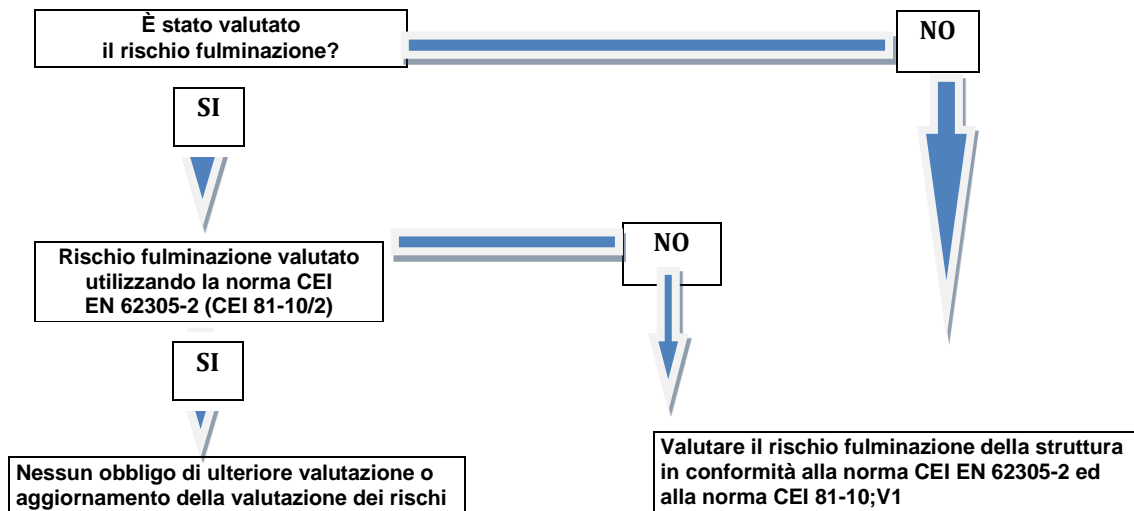 È stato valutato
il rischio fulminazione?
NO
SI
Rischio fulminazione valutato
utilizzando la norma CEI
EN 62305-2 (CEI 81-10/2)
NO
SI
Nessun obbligo di ulteriore valutazione o
aggiornamento della valutazione dei rischi
Valutare il rischio fulminazione della struttura
in conformità alla norma CEI EN 62305-2 ed
alla norma CEI 81-10;V1